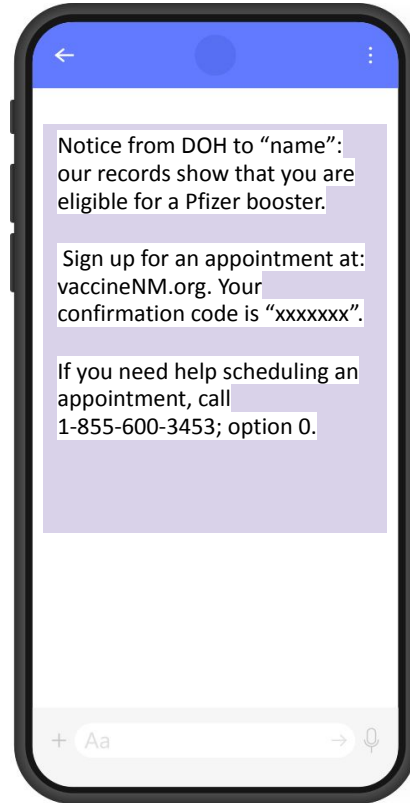 Notice from DOH to “name”:
our records show that you are
eligible for a Pfizer booster.
Sign up for an appointment at:
vaccineNM.org. Your
confirmation code is “xxxxxxx”.
If you need help scheduling an
appointment, call
1-855-600-3453; option 0.
+ Aa